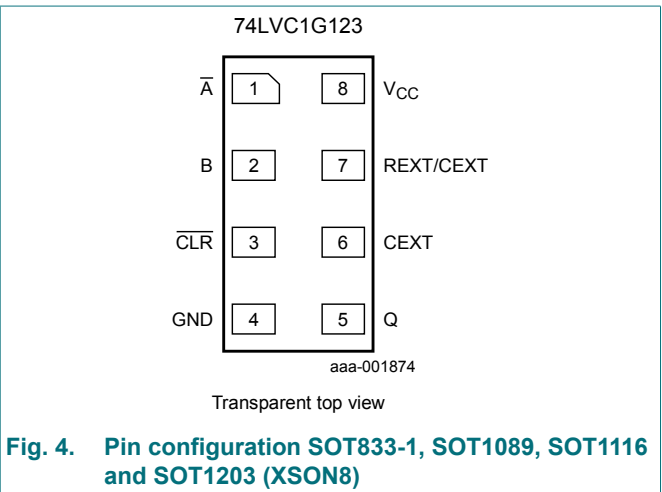 74LVC1G123
A̅ 1 8 VCC
B 2 7 REXT/CEXT
C̅L̅R̅ 3 6 CEXT
GND 4 5 Q
aaa-001874
Transparent top view
Fig. 4. Pin configuration SOT833-1, SOT1089, SOT1116
and SOT1203 (XSON8)